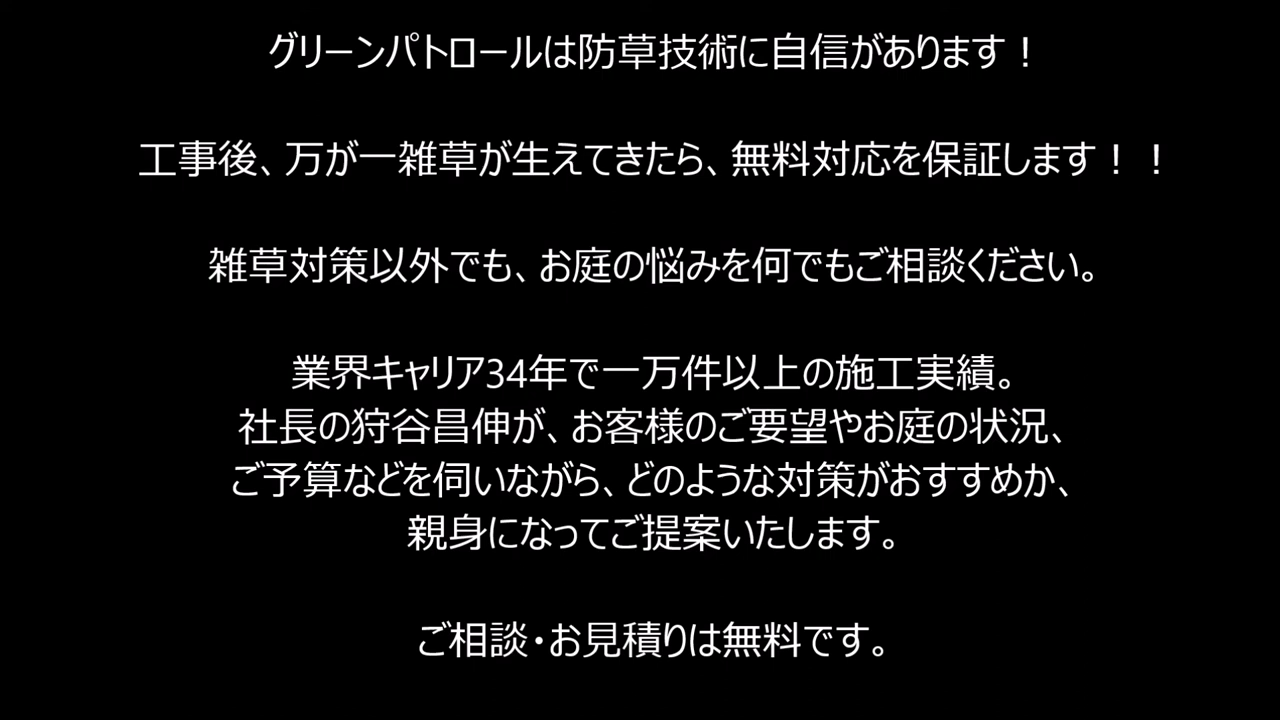 グリーンパトロールは防草技術に自信があります！
工事後、万が一雑草が生えてきたら、無料対応を保証します！！
雑草対策以外でも、お庭の悩みを何でもご相談ください。
業界キャリア34年で一万件以上の施工実績。
社長の狩谷昌伸が、お客様のご要望やお庭の状況、
ご予算などを伺いながら、どのような対策がおすすめか、
親身になってご提案いたします。
ご相談・お見積りは無料です。